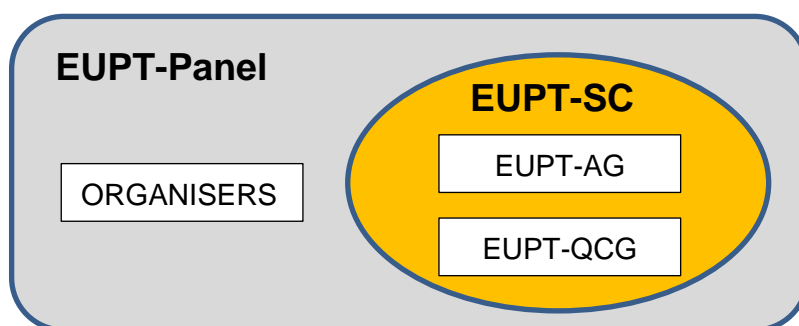 EUPT-Panel
EUPT-SC
EUPT-AG
ORGANISERS
EUPT-QCG